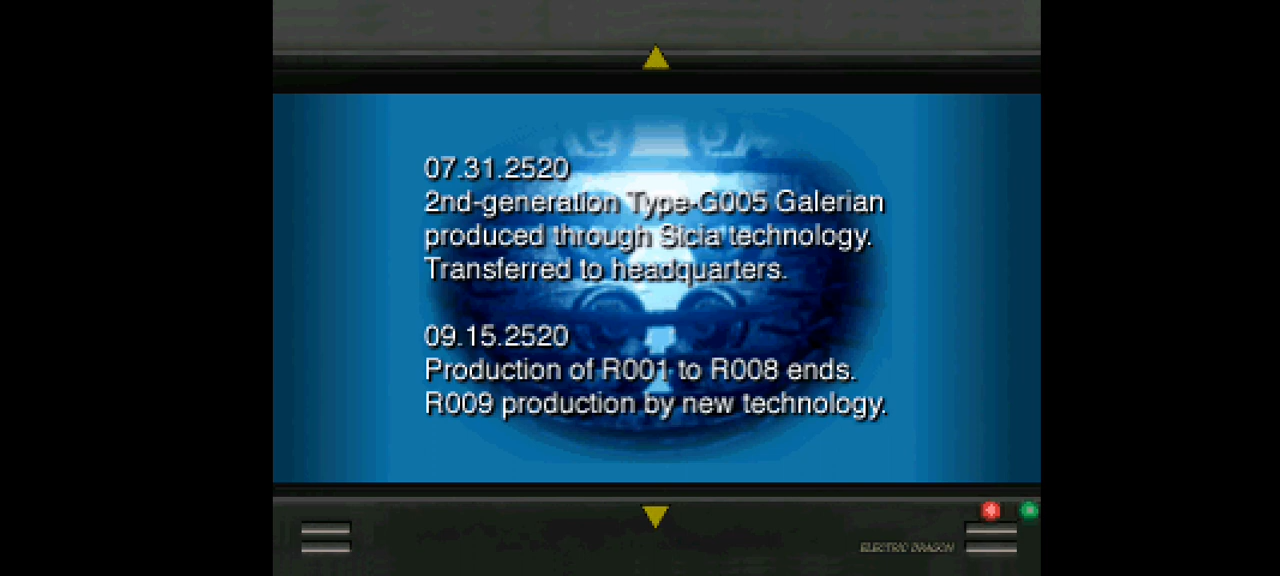 07.31.2520
2nd-generation Type-G005 Galerian
produced through Sicia technology.
Transferred to headquarters.
09.15.2520
Production of R001 to R008 ends.
R009 production by new technology.
ELECTRIC DRAGON